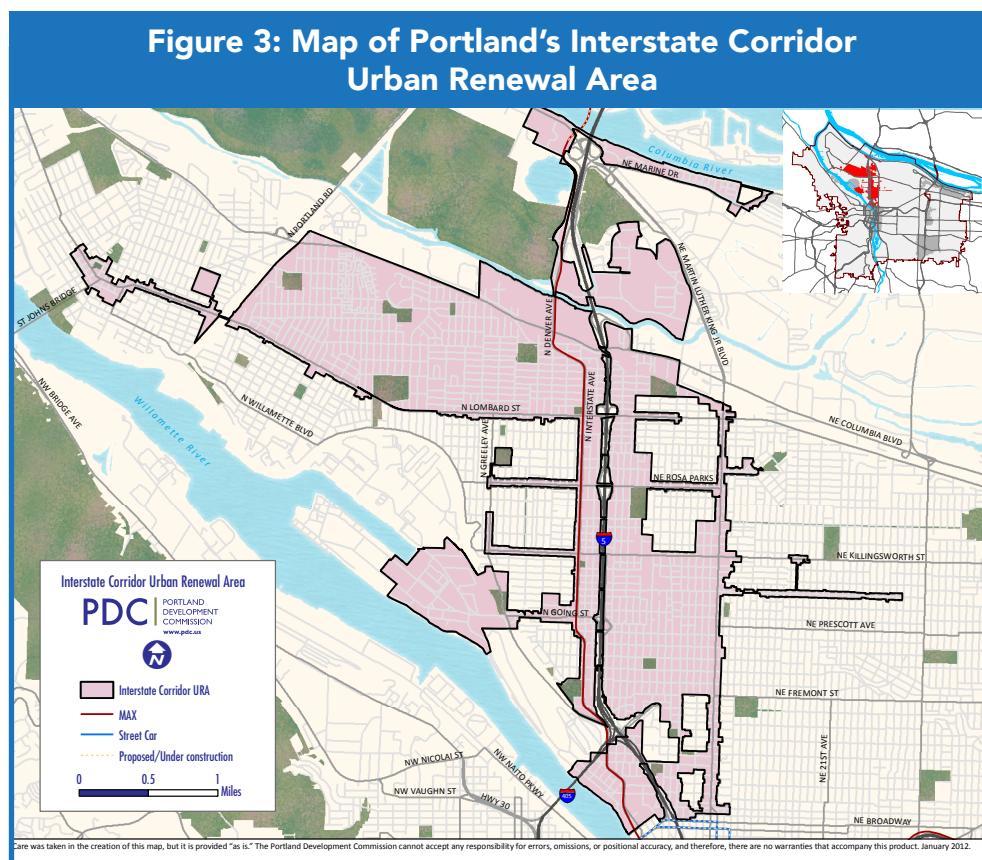 Figure 3: Map of Portland's Interstate Corridor
Urban Renewal Area
Columbia River
NE MARINE DR
N PORTLAND RD
NE MARTIN LUTHER KING JR BLVD
ST JOHNS BRIDGE
N DENVER AVE
NW BRIDGE AVE
Willamette River
N WILLAMETTE BLVD
N LOMBARD ST
N INTERSTATE AVE
NE COLUMBIA BLVD
N GREELEY AVE
NE ROSA PARKS
5
NE KILLINGSWORTH ST
N GOING ST
NE PRESCOTT AVE
NE FREMONT ST
NE 21ST AVE
NW NICOLAI ST
NW NAITO PKWY
NW VAUGHN ST
HWY 30
405
NE BROADWAY
Interstate Corridor Urban Renewal Area
PDC
PORTLAND
DEVELOPMENT
COMMISSION
www.pdc.us
N
Interstate Corridor URA
MAX
Street Car
Proposed/Under construction
0 0.5 1
Miles
Care was taken in the creation of this map, but it is provided "as is." The Portland Development Commission cannot accept any responsibility for errors, omissions, or positional accuracy, and therefore, there are no warranties that accompany this product. January 2012.